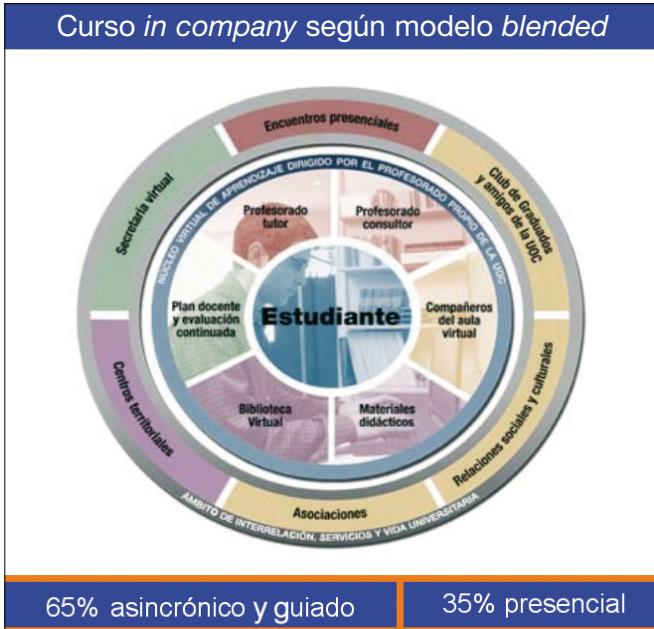 Curso in company según modelo blended
Encuentros presenciales
Secretaría virtual
Club de Graduados
y amigos de la UOC
NÚCLEO VIRTUAL DE APRENDIZAJE DIRIGIDO POR EL PROFESORADO PROPIO DE LA UOC
Profesorado
tutor
Profesorado
consultor
Plan docente
y evaluación
continuada
Estudiante
Compañeros
del aula
virtual
Biblioteca
Virtual
Materiales
didácticos
Centros territoriales
Relaciones sociales y culturales
Asociaciones
ÁMBITO DE INTERRELACIÓN, SERVICIOS Y VIDA UNIVERSITARIA
65% asincrónico y guiado
35% presencial